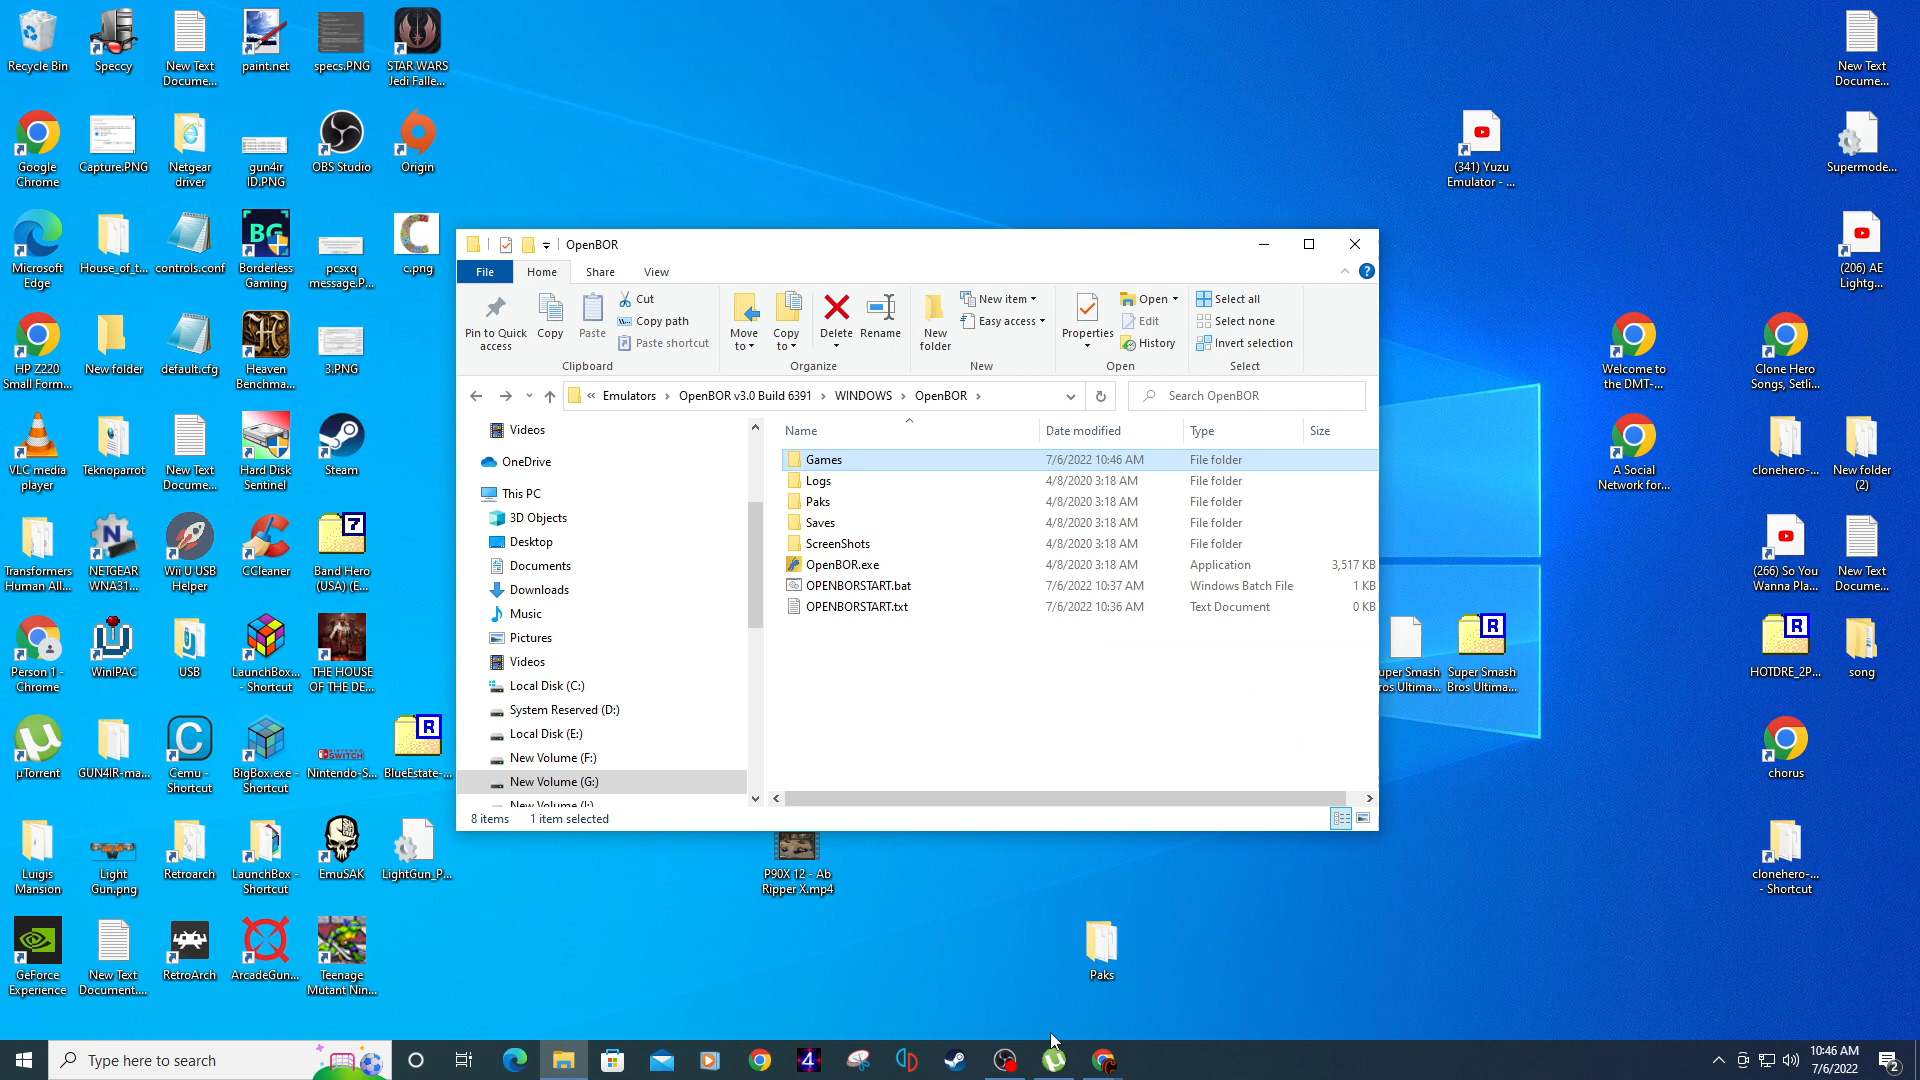 Recycle Bin
Speccy
New Text
Docume...
paint.net
specs.PNG
STAR WARS
Jedi Falle...
New Text
Docume...
Google
Chrome
Capture.PNG
Netgear
driver
gun4ir
ID.PNG
OBS Studio
Origin
(341) Yuzu
Emulator - ...
Supermode...
Microsoft
Edge
House_of_t...
controls.conf
Borderless
Gaming
pcsxq
message.P...
c.png
(206) AE
Lightg...
HP Z220
Small Form...
New folder
default.cfg
Heaven
Benchma...
3.PNG
Welcome to
the DMT-...
Clone Hero
Songs, Setli...
VLC media
player
Teknoparrot
New Text
Docume...
Hard Disk
Sentinel
Steam
A Social
Network for...
clonehero-...
New folder
(2)
Transformers
Human All...
NETGEAR
WNA31...
Wii U USB
Helper
CCleaner
Band Hero
(USA) (E...
(266) So You
Wanna Pla...
New Text
Docume...
Person 1 -
Chrome
WinIPAC
USB
LaunchBox...
- Shortcut
THE HOUSE
OF THE DE...
uper Smash
ros Ultima...
Super Smash
Bros Ultima...
HOTDRE_2P...
song
µTorrent
GUN4IR-ma...
Cemu -
Shortcut
BigBox.exe -
Shortcut
Nintendo-S...
BlueEstate-...
chorus
Luigis
Mansion
Light
Gun.png
Retroarch
LaunchBox -
Shortcut
EmuSAK
LightGun_P...
P90X 12 - Ab
Ripper X.mp4
clonehero-...
- Shortcut
GeForce
Experience
New Text
Document....
RetroArch
ArcadeGun...
Teenage
Mutant Nin...
Paks
OpenBOR
File
Home
Share
View
Pin to Quick
access
Copy
Paste
Cut
Copy path
Paste shortcut
Clipboard
Move
to
Copy
to
Delete
Rename
Organize
New
folder
New item
Easy access
New
Properties
Open
Edit
History
Open
Select all
Select none
Invert selection
Select
« Emulators > OpenBOR v3.0 Build 6391 > WINDOWS > OpenBOR >
Search OpenBOR
Videos
OneDrive
This PC
3D Objects
Desktop
Documents
Downloads
Music
Pictures
Videos
Local Disk (C:)
System Reserved (D:)
Local Disk (E:)
New Volume (F:)
New Volume (G:)
New Volume (I:)
Name Date modified Type Size
Games 7/6/2022 10:46 AM File folder
Logs 4/8/2020 3:18 AM File folder
Paks 4/8/2020 3:18 AM File folder
Saves 4/8/2020 3:18 AM File folder
ScreenShots 4/8/2020 3:18 AM File folder
OpenBOR.exe 4/8/2020 3:18 AM Application 3,517 KB
OPENBORSTART.bat 7/6/2022 10:37 AM Windows Batch File 1 KB
OPENBORSTART.txt 7/6/2022 10:36 AM Text Document 0 KB
8 items 1 item selected
Type here to search
10:46 AM
7/6/2022
2